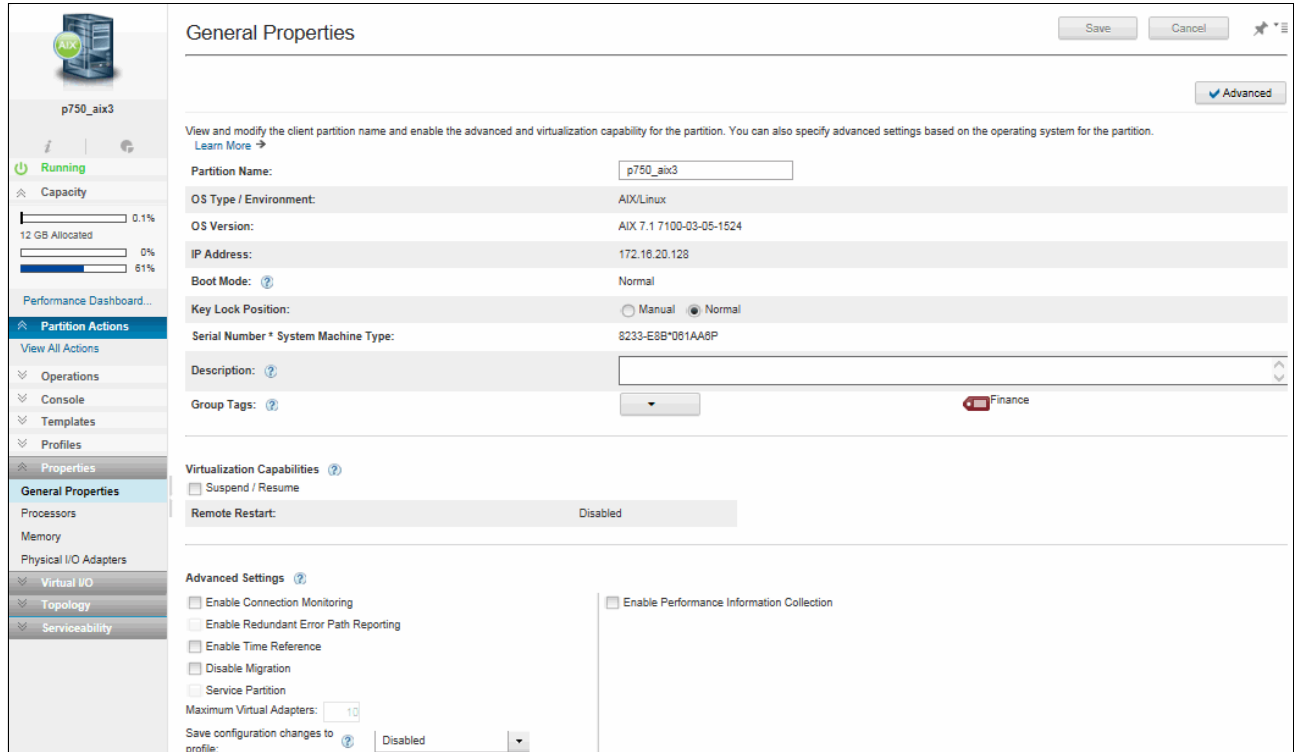 AIX
p750_aix3
i
Running
Capacity
0.1%
12 GB Allocated
0%
61%
Performance Dashboard...
Partition Actions
View All Actions
Operations
Console
Templates
Profiles
Properties
General Properties
Processors
Memory
Physical I/O Adapters
Virtual I/O
Topology
Serviceability
General Properties
Save Cancel
Advanced
View and modify the client partition name and enable the advanced and virtualization capability for the partition. You can also specify advanced settings based on the operating system for the partition.
Learn More
Partition Name: p750_aix3
OS Type / Environment: AIX/Linux
OS Version: AIX 7.1 7100-03-05-1524
IP Address: 172.16.20.128
Boot Mode: ? Normal
Key Lock Position: Manual Normal
Serial Number * System Machine Type: 8233-E8B*061AA6P
Description: ?
Group Tags: ? Finance
Virtualization Capabilities ?
Suspend / Resume
Remote Restart: Disabled
Advanced Settings ?
Enable Connection Monitoring Enable Performance Information Collection
Enable Redundant Error Path Reporting
Enable Time Reference
Disable Migration
Service Partition
Maximum Virtual Adapters: 10
Save configuration changes to
profile: ? Disabled